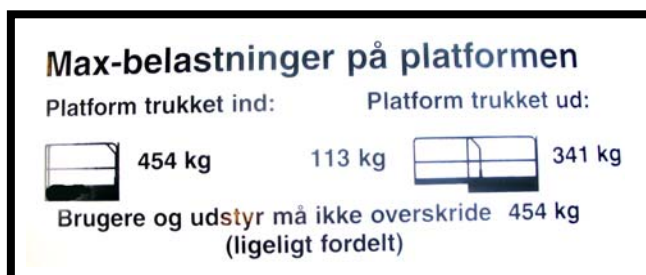 Max-belastninger på platformen
Platform trukket ind: Platform trukket ud:
454 kg 113 kg 341 kg
Brugere og udstyr må ikke overskride 454 kg
(ligeligt fordelt)